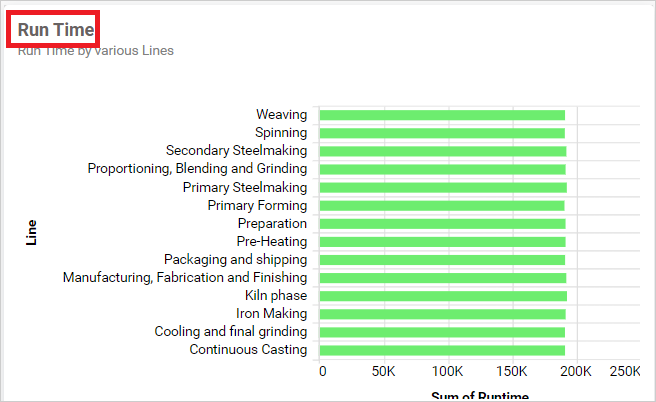 Run Time
Run Time by various Lines
Weaving
Spinning
Secondary Steelmaking
Proportioning, Blending and Grinding
Primary Steelmaking
Primary Forming
Preparation
Pre-Heating
Packaging and shipping
Manufacturing, Fabrication and Finishing
Kiln phase
Iron Making
Cooling and final grinding
Continuous Casting
Line
0 50K 100K 150K 200K 250K
Sum of Runtime